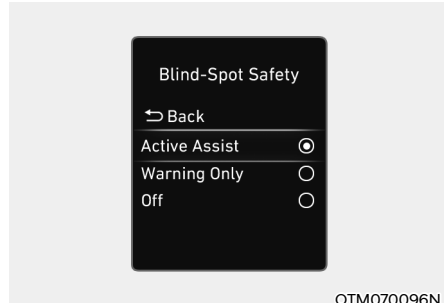 Blind-Spot Safety
Back
Active Assist
Warning Only
Off
OTM070096N